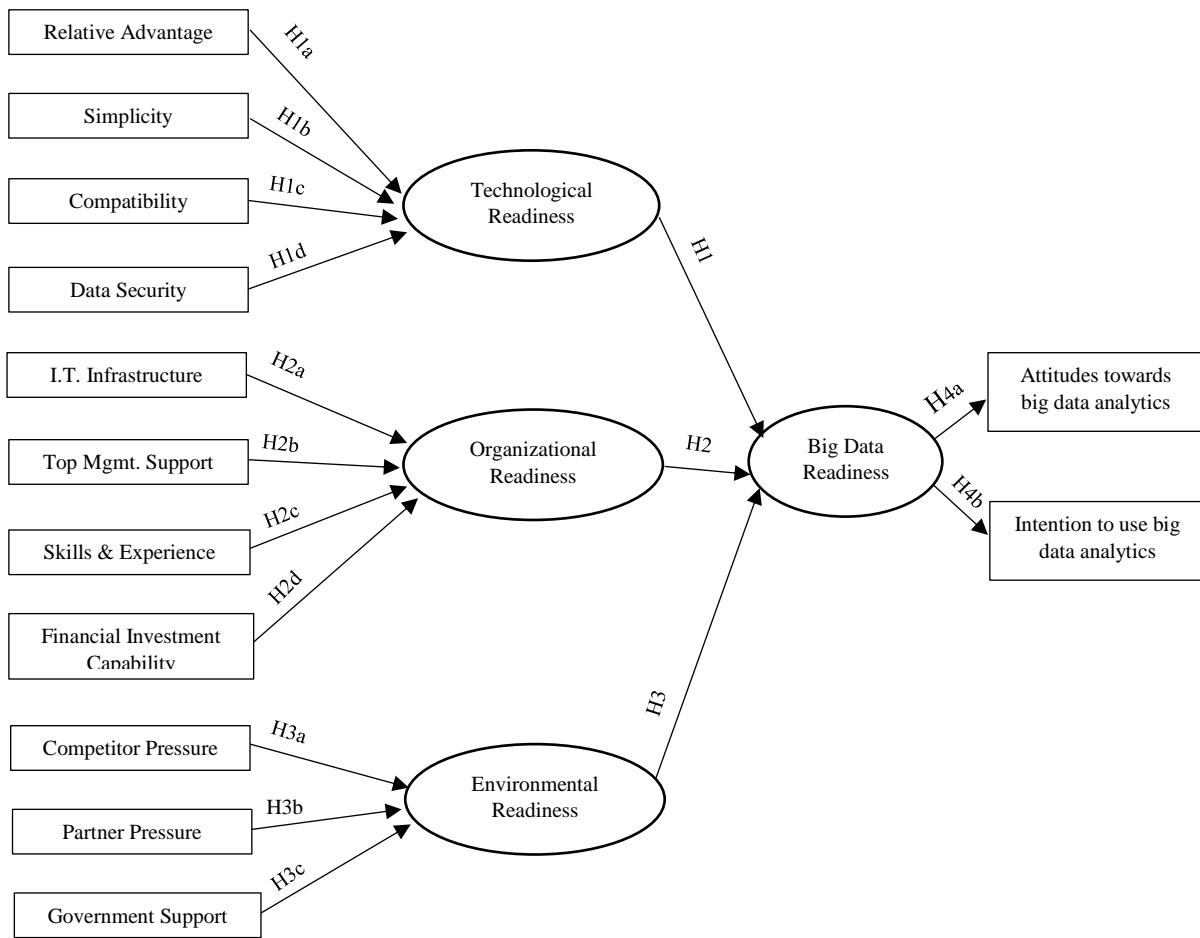 Relative Advantage
H1a
Simplicity
H1b
Compatibility
H1c
Data Security
H1d
Technological
Readiness
H1
I.T. Infrastructure
H2a
Top Mgmt. Support
H2b
Skills & Experience
H2c
Financial Investment
Capability
H2d
Organizational
Readiness
H2
Big Data
Readiness
H4a
Attitudes towards
big data analytics
H4b
Intention to use big
data analytics
Competitor Pressure
H3a
Partner Pressure
H3b
Government Support
H3c
Environmental
Readiness
H3